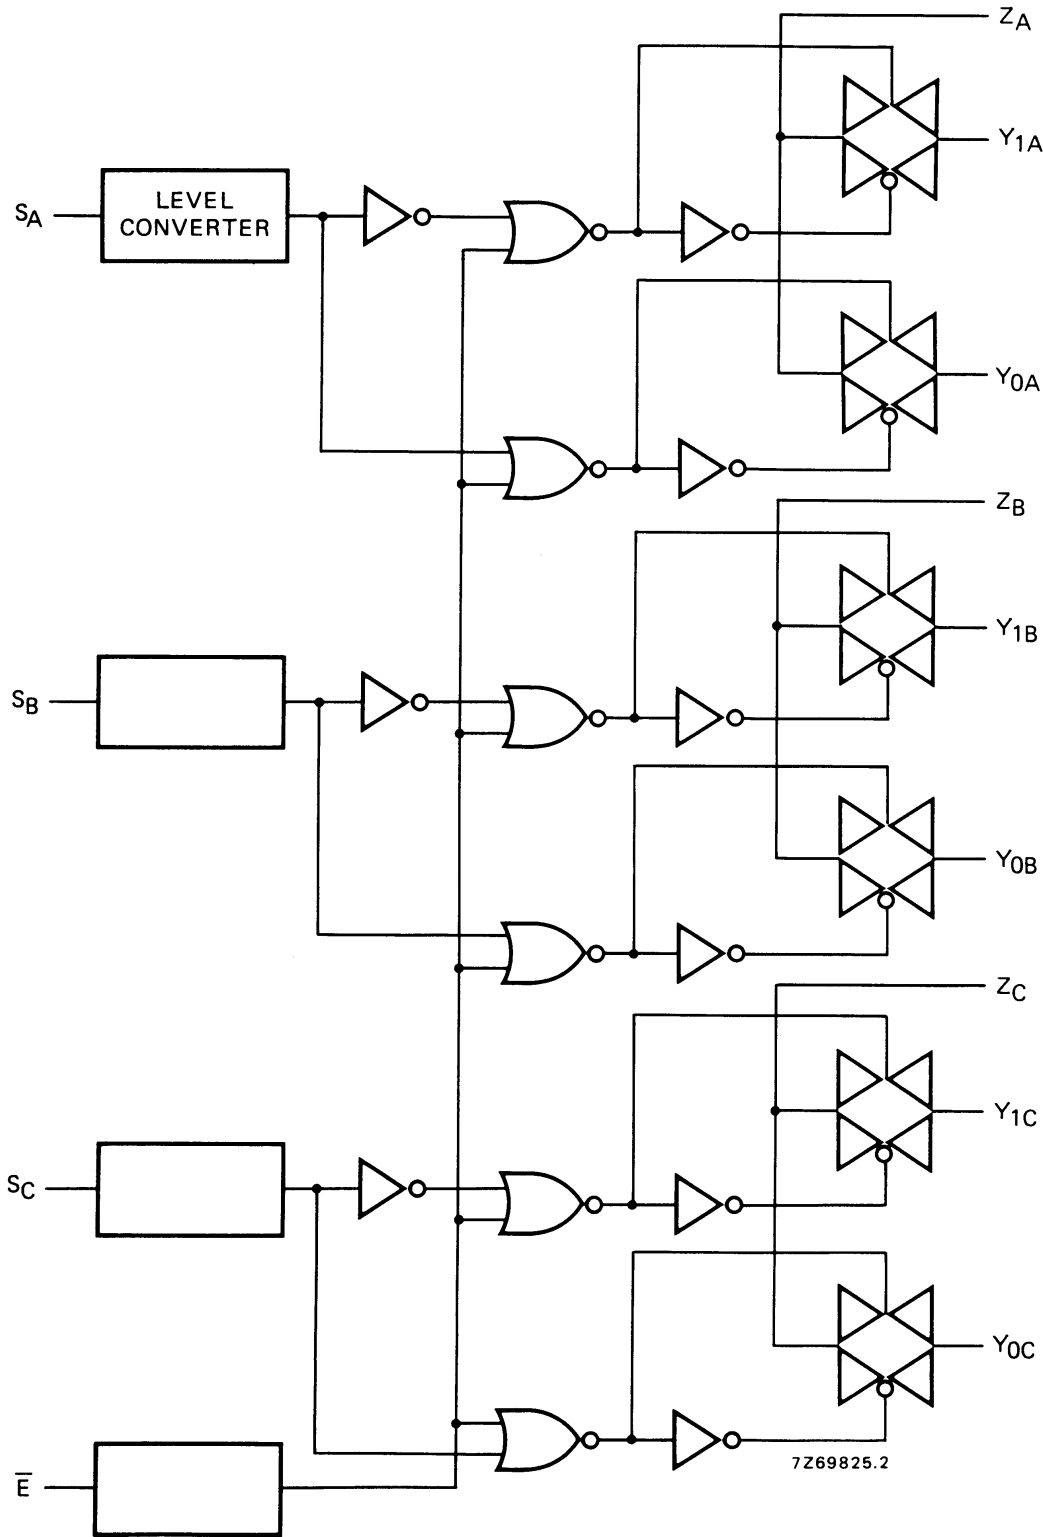 ZA
Y1A
LEVEL
CONVERTER
SA
Y0A
ZB
Y1B
SB
Y0B
ZC
Y1C
SC
Y0C
7Z69825.2
E̅